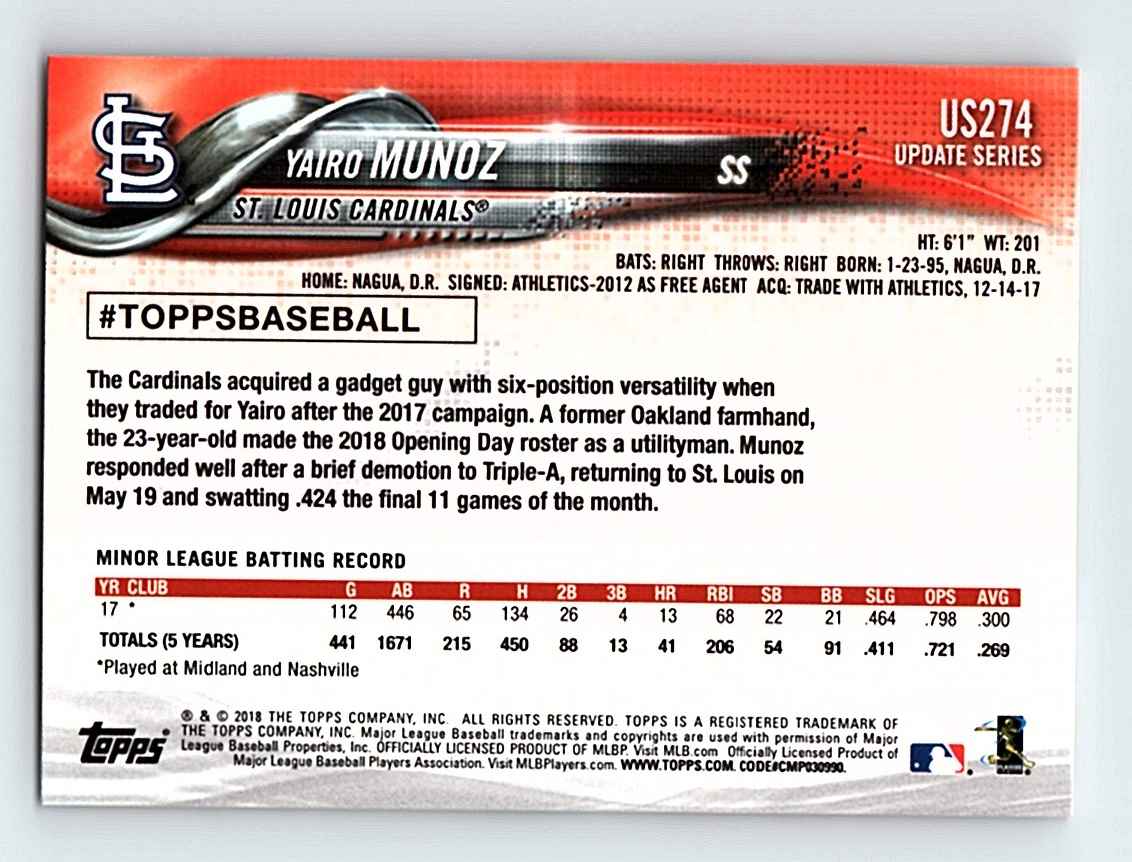 STL
US274
UPDATE SERIES
YAIRO MUNOZ
SS
ST. LOUIS CARDINALS®
HT: 6'1" WT: 201
BATS: RIGHT THROWS: RIGHT BORN: 1-23-95, NAGUA, D.R.
HOME: NAGUA, D.R. SIGNED: ATHLETICS-2012 AS FREE AGENT ACQ: TRADE WITH ATHLETICS, 12-14-17
#TOPPSBASEBALL
The Cardinals acquired a gadget guy with six-position versatility when
they traded for Yairo after the 2017 campaign. A former Oakland farmhand,
the 23-year-old made the 2018 Opening Day roster as a utilityman. Munoz
responded well after a brief demotion to Triple-A, returning to St. Louis on
May 19 and swatting .424 the final 11 games of the month.
MINOR LEAGUE BATTING RECORD
YR CLUB G AB R H 2B 3B HR RBI SB BB SLG OPS AVG
17 * 112 446 65 134 26 4 13 68 22 21 .464 .798 .300
TOTALS (5 YEARS) 441 1671 215 450 88 13 41 206 54 91 .411 .721 .269
*Played at Midland and Nashville
Topps
® & © 2018 THE TOPPS COMPANY, INC. ALL RIGHTS RESERVED. TOPPS IS A REGISTERED TRADEMARK OF
THE TOPPS COMPANY, INC. Major League Baseball trademarks and copyrights are used with permission of Major
League Baseball Properties, Inc. OFFICIALLY LICENSED PRODUCT OF MLBP. Visit MLB.com Officially Licensed Product of
Major League Baseball Players Association. Visit MLBPlayers.com. WWW.TOPPS.COM. CODE#CMP030990.